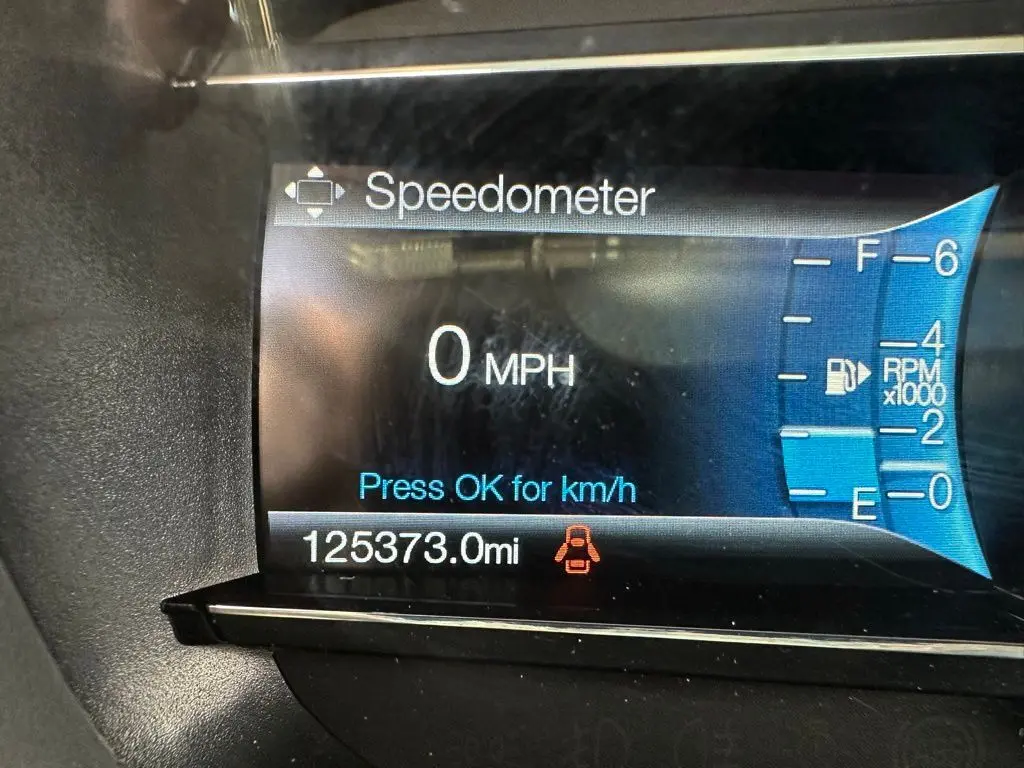 Speedometer
F 6
0 MPH
4
RPM
x1000
2
Press OK for km/h
E 0
125373.0mi